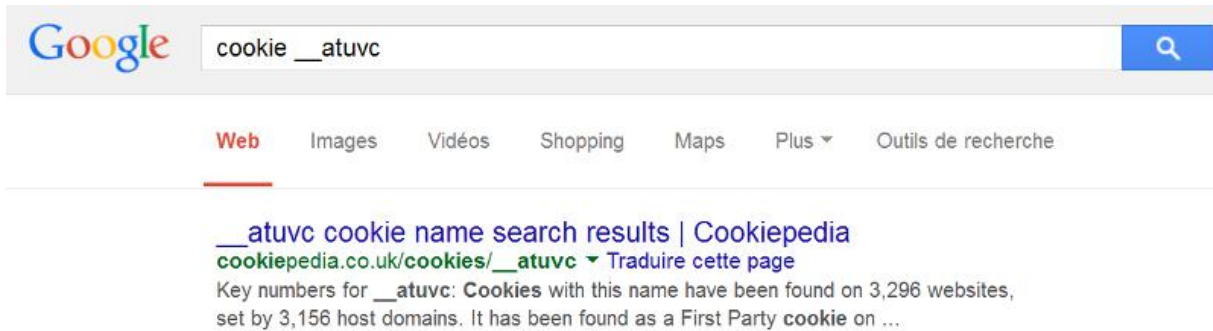 Google cookie __atuvc
Web Images Vidéos Shopping Maps Plus Outils de recherche
__atuvc cookie name search results | Cookiepedia
cookiepedia.co.uk/cookies/__atuvc Traduire cette page
Key numbers for __atuvc: Cookies with this name have been found on 3,296 websites,
set by 3,156 host domains. It has been found as a First Party cookie on ...